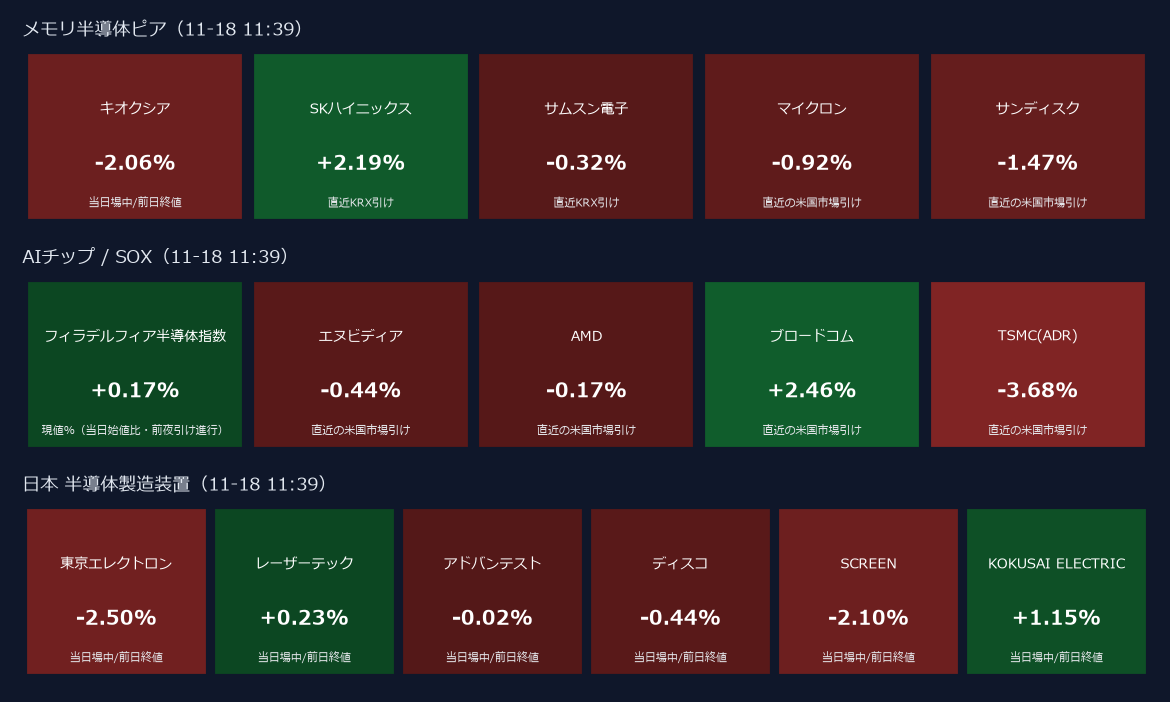 メモリ半導体ピア（11-18 11:39）
キオクシア
-2.06%
当日場中/前日終値
SKハイニックス
+2.19%
直近KRX引け
サムスン電子
-0.32%
直近KRX引け
マイクロン
-0.92%
直近の米国市場引け
サンディスク
-1.47%
直近の米国市場引け
AIチップ / SOX（11-18 11:39）
フィラデルフィア半導体指数
+0.17%
現値%（当日始値比・前夜引け進行）
エヌビディア
-0.44%
直近の米国市場引け
AMD
-0.17%
直近の米国市場引け
ブロードコム
+2.46%
直近の米国市場引け
TSMC(ADR)
-3.68%
直近の米国市場引け
日本 半導体製造装置（11-18 11:39）
東京エレクトロン
-2.50%
当日場中/前日終値
レーザーテック
+0.23%
当日場中/前日終値
アドバンテスト
-0.02%
当日場中/前日終値
ディスコ
-0.44%
当日場中/前日終値
SCREEN
-2.10%
当日場中/前日終値
KOKUSAI ELECTRIC
+1.15%
当日場中/前日終値